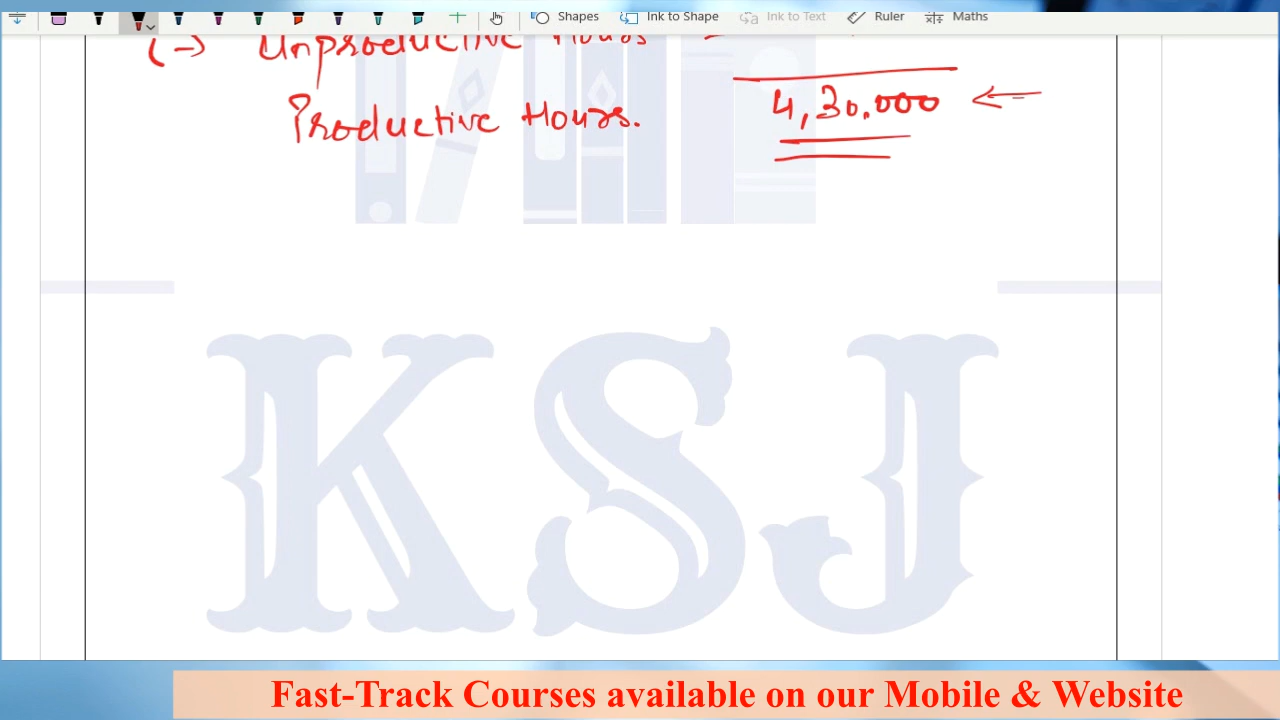 Shapes Ink to Shape Ink to Text Ruler Maths
(-) Unproductive Hours
Productive Hours. 4,30,000
KSJ
Fast-Track Courses available on our Mobile & Website